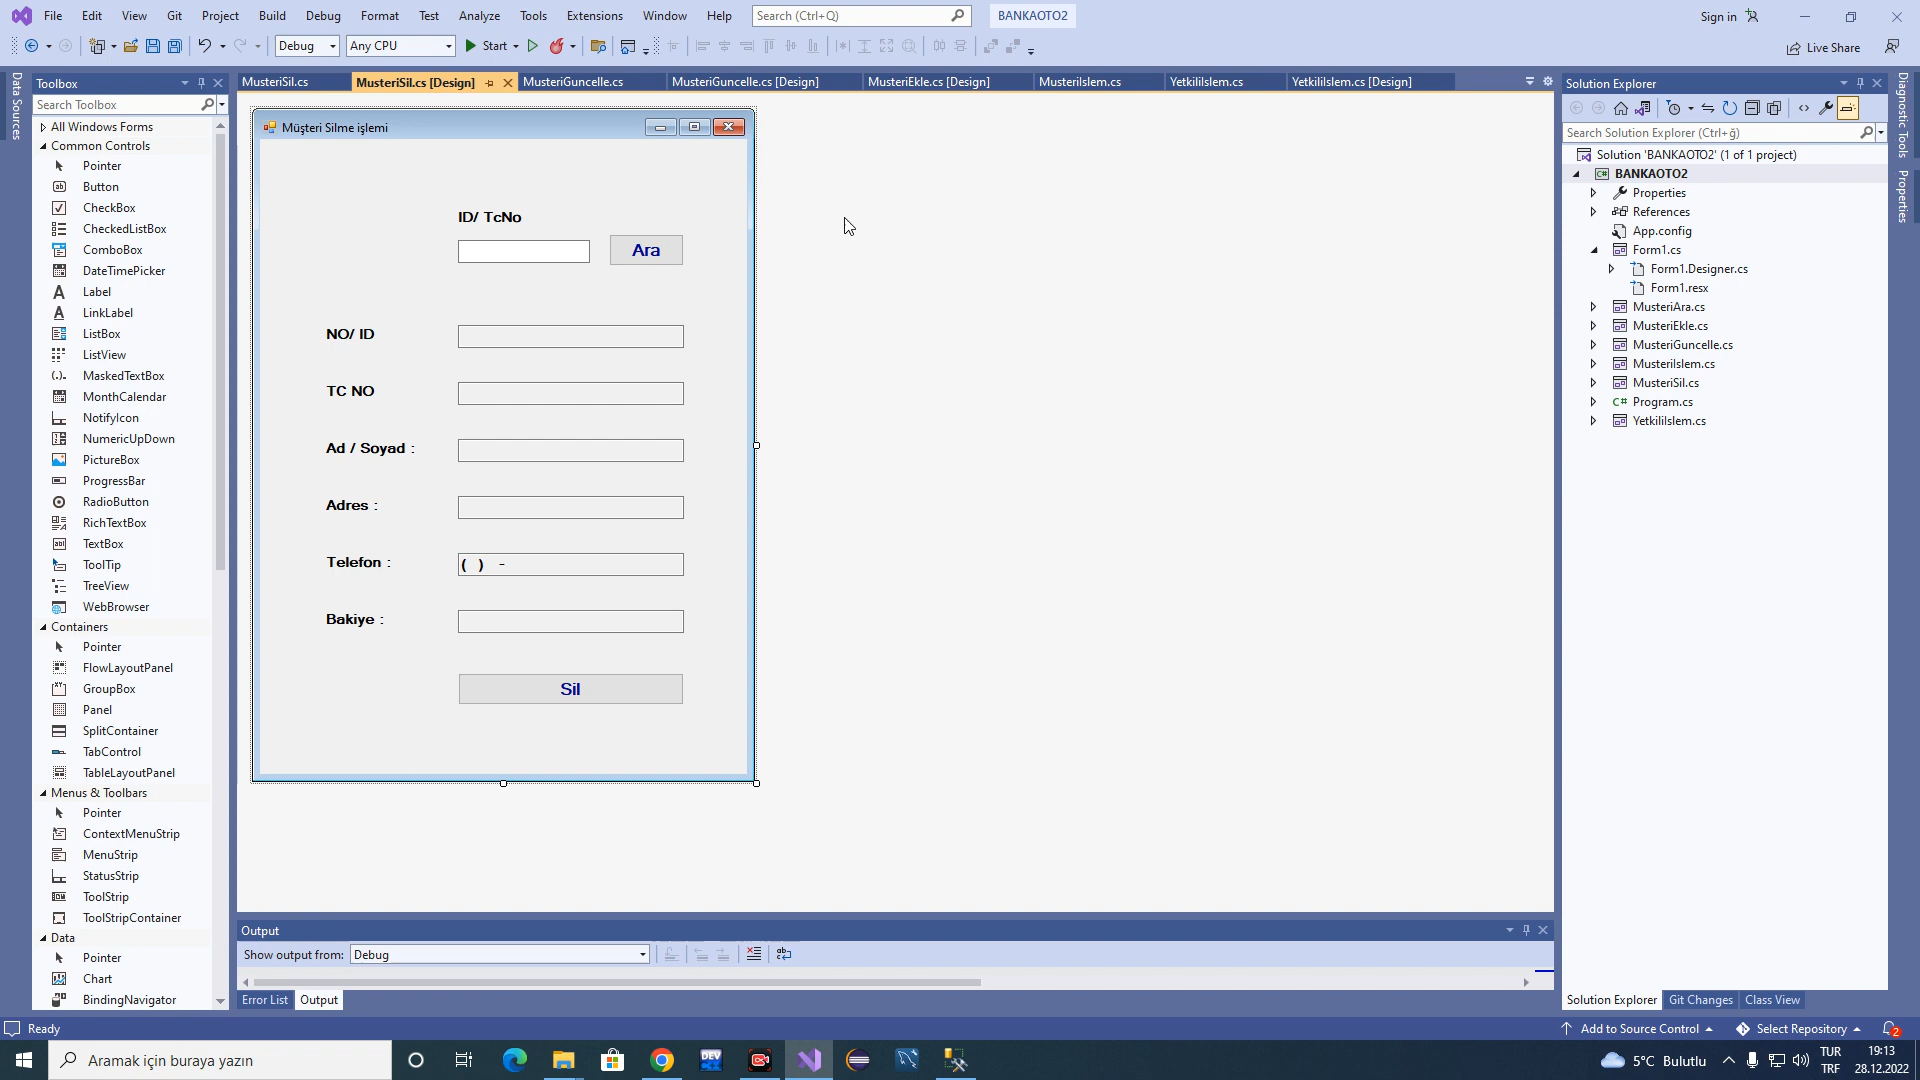 File Edit View Git Project Build Debug Format Test Analyze Tools Extensions Window Help Search (Ctrl+Q) BANKAOTO2 Sign in
Debug Any CPU Start Live Share
Data Sources
Toolbox
Search Toolbox
All Windows Forms
Common Controls
Pointer
Button
CheckBox
CheckedListBox
ComboBox
DateTimePicker
Label
LinkLabel
ListBox
ListView
MaskedTextBox
MonthCalendar
NotifyIcon
NumericUpDown
PictureBox
ProgressBar
RadioButton
RichTextBox
TextBox
ToolTip
TreeView
WebBrowser
Containers
Pointer
FlowLayoutPanel
GroupBox
Panel
SplitContainer
TabControl
TableLayoutPanel
Menus & Toolbars
Pointer
ContextMenuStrip
MenuStrip
StatusStrip
ToolStrip
ToolStripContainer
Data
Pointer
Chart
BindingNavigator
MusteriSil.cs MusteriSil.cs [Design] MusteriGuncelle.cs MusteriGuncelle.cs [Design] MusteriEkle.cs [Design] MusteriIslem.cs YetkiliIslem.cs YetkiliIslem.cs [Design]
Müşteri Silme işlemi
ID/ TcNo
Ara
NO/ ID
TC NO
Ad / Soyad :
Adres :
Telefon : ( ) -
Bakiye :
Sil
Output
Show output from: Debug
Error List Output
Solution Explorer
Search Solution Explorer (Ctrl+ğ)
Solution 'BANKAOTO2' (1 of 1 project)
BANKAOTO2
Properties
References
App.config
Form1.cs
Form1.Designer.cs
Form1.resx
MusteriAra.cs
MusteriEkle.cs
MusteriGuncelle.cs
MusteriIslem.cs
MusteriSil.cs
C# Program.cs
YetkiliIslem.cs
Solution Explorer Git Changes Class View
Diagnostic Tools
Properties
Ready Add to Source Control Select Repository 2
Aramak için buraya yazın DEV 5°C Bulutlu TUR 19:13
TRF 28.12.2022